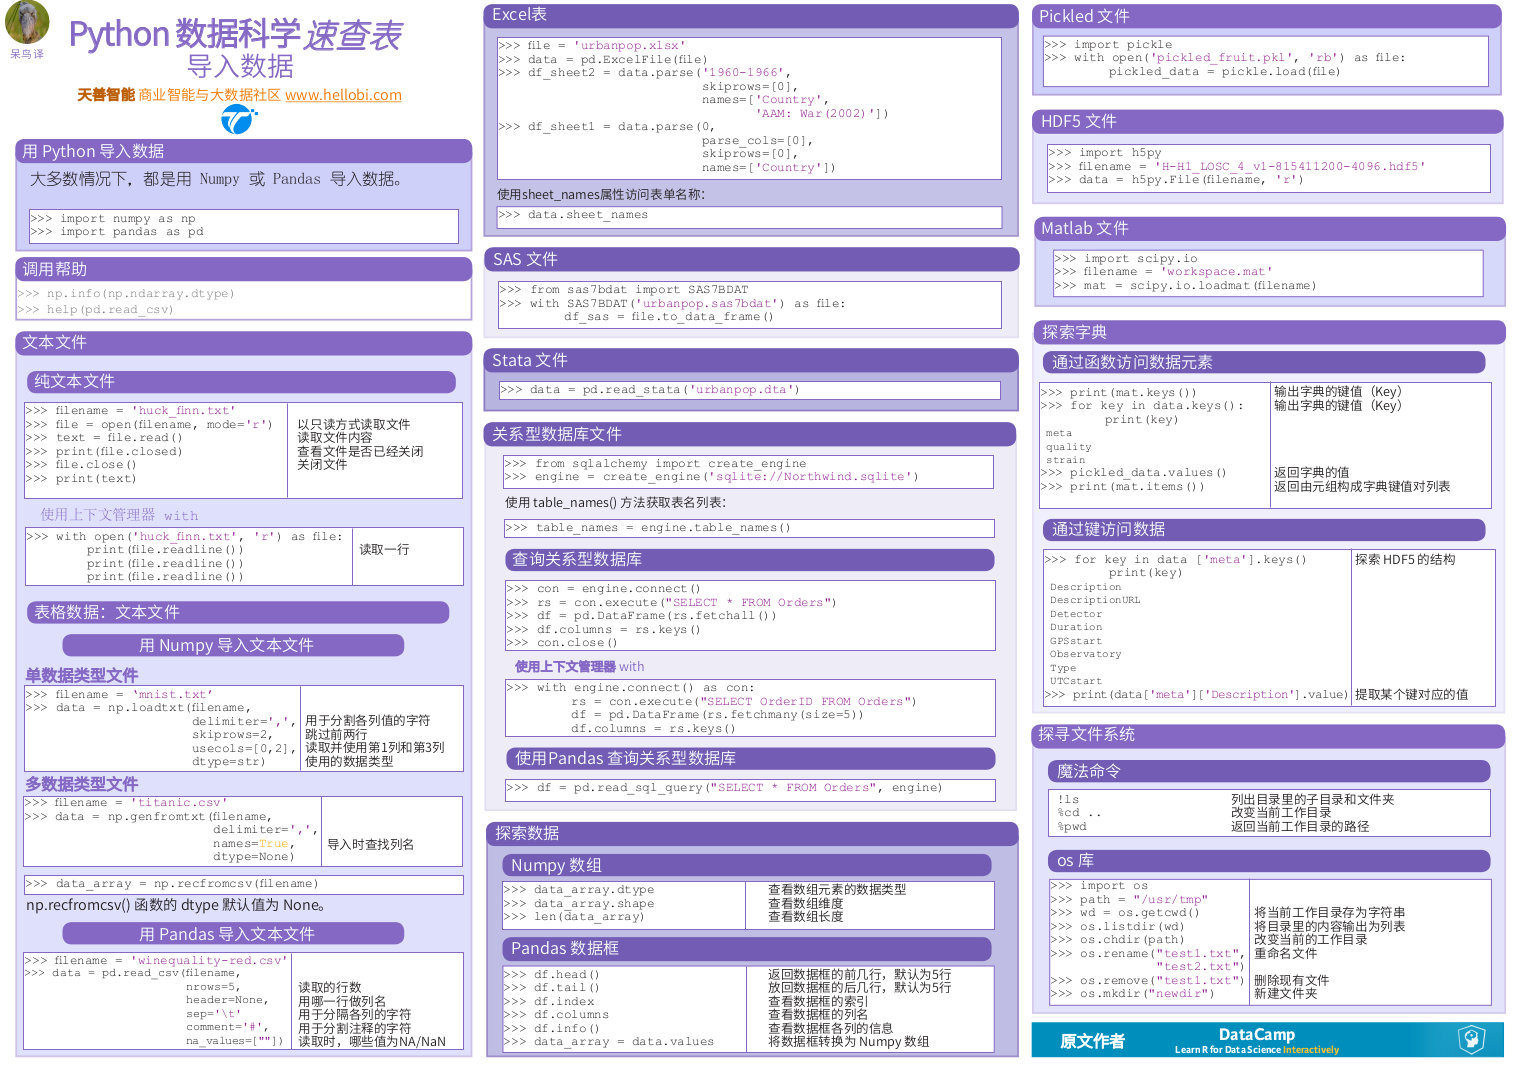 呆鸟译
Python 数据科学 速查表
导入数据
天善智能 商业智能与大数据社区 www.hellobi.com
用 Python 导入数据
大多数情况下，都是用 Numpy 或 Pandas 导入数据。
>>> import numpy as np
>>> import pandas as pd
调用帮助
>>> np.info(np.ndarray.dtype)
>>> help(pd.read_csv)
文本文件
纯文本文件
>>> filename = 'huck_finn.txt'
>>> file = open(filename, mode='r') 以只读方式读取文件
>>> text = file.read() 读取文件内容
>>> print(file.closed) 查看文件是否已经关闭
>>> file.close() 关闭文件
>>> print(text)
使用上下文管理器 with
>>> with open('huck_finn.txt', 'r') as file:
print(file.readline()) 读取一行
print(file.readline())
print(file.readline())
表格数据：文本文件
用 Numpy 导入文本文件
单数据类型文件
>>> filename = 'mnist.txt'
>>> data = np.loadtxt(filename,
delimiter=',', 用于分割各列值的字符
skiprows=2, 跳过前两行
usecols=[0,2], 读取并使用第1列和第3列
dtype=str) 使用的数据类型
多数据类型文件
>>> filename = 'titanic.csv'
>>> data = np.genfromtxt(filename,
delimiter=',',
names=True, 导入时查找列名
dtype=None)
>>> data_array = np.recfromcsv(filename)
np.recfromcsv() 函数的 dtype 默认值为 None。
用 Pandas 导入文本文件
>>> filename = 'winequality-red.csv'
>>> data = pd.read_csv(filename,
nrows=5, 读取的行数
header=None, 用哪一行做列名
sep='\t' 用于分隔各列的字符
comment='#', 用于分割注释的字符
na_values=[""]) 读取时，哪些值为NA/NaN
Excel表
>>> file = 'urbanpop.xlsx'
>>> data = pd.ExcelFile(file)
>>> df_sheet2 = data.parse('1960-1966',
skiprows=[0],
names=['Country',
'AAM: War(2002)'])
>>> df_sheet1 = data.parse(0,
parse_cols=[0],
skiprows=[0],
names=['Country'])
使用sheet_names属性访问表单名称：
>>> data.sheet_names
SAS 文件
>>> from sas7bdat import SAS7BDAT
>>> with SAS7BDAT('urbanpop.sas7bdat') as file:
df_sas = file.to_data_frame()
Stata 文件
>>> data = pd.read_stata('urbanpop.dta')
关系型数据库文件
>>> from sqlalchemy import create_engine
>>> engine = create_engine('sqlite://Northwind.sqlite')
使用 table_names() 方法获取表名列表：
>>> table_names = engine.table_names()
查询关系型数据库
>>> con = engine.connect()
>>> rs = con.execute("SELECT * FROM Orders")
>>> df = pd.DataFrame(rs.fetchall())
>>> df.columns = rs.keys()
>>> con.close()
使用上下文管理器 with
>>> with engine.connect() as con:
rs = con.execute("SELECT OrderID FROM Orders")
df = pd.DataFrame(rs.fetchmany(size=5))
df.columns = rs.keys()
使用Pandas 查询关系型数据库
>>> df = pd.read_sql_query("SELECT * FROM Orders", engine)
探索数据
Numpy 数组
>>> data_array.dtype 查看数组元素的数据类型
>>> data_array.shape 查看数组维度
>>> len(data_array) 查看数组长度
Pandas 数据框
>>> df.head() 返回数据框的前几行，默认为5行
>>> df.tail() 放回数据框的后几行，默认为5行
>>> df.index 查看数据框的索引
>>> df.columns 查看数据框的列名
>>> df.info() 查看数据框各列的信息
>>> data_array = data.values 将数据框转换为 Numpy 数组
Pickled 文件
>>> import pickle
>>> with open('pickled_fruit.pkl', 'rb') as file:
pickled_data = pickle.load(file)
HDF5 文件
>>> import h5py
>>> filename = 'H-H1_LOSC_4_v1-815411200-4096.hdf5'
>>> data = h5py.File(filename, 'r')
Matlab 文件
>>> import scipy.io
>>> filename = 'workspace.mat'
>>> mat = scipy.io.loadmat(filename)
探索字典
通过函数访问数据元素
>>> print(mat.keys()) 输出字典的键值（Key）
>>> for key in data.keys(): 输出字典的键值（Key）
print(key)
meta
quality
strain
>>> pickled_data.values() 返回字典的值
>>> print(mat.items()) 返回由元组构成字典键值对列表
通过键访问数据
>>> for key in data ['meta'].keys() 探索 HDF5 的结构
print(key)
Description
DescriptionURL
Detector
Duration
GPSstart
Observatory
Type
UTCstart
>>> print(data['meta']['Description'].value) 提取某个键对应的值
探寻文件系统
魔法命令
!ls 列出目录里的子目录和文件夹
%cd .. 改变当前工作目录
%pwd 返回当前工作目录的路径
os 库
>>> import os
>>> path = "/usr/tmp"
>>> wd = os.getcwd() 将当前工作目录存为字符串
>>> os.listdir(wd) 将目录里的内容输出为列表
>>> os.chdir(path) 改变当前的工作目录
>>> os.rename("test1.txt", 重命名文件
"test2.txt")
>>> os.remove("test1.txt") 删除现有文件
>>> os.mkdir("newdir") 新建文件夹
原文作者
DataCamp
Learn R for Data Science Interactively